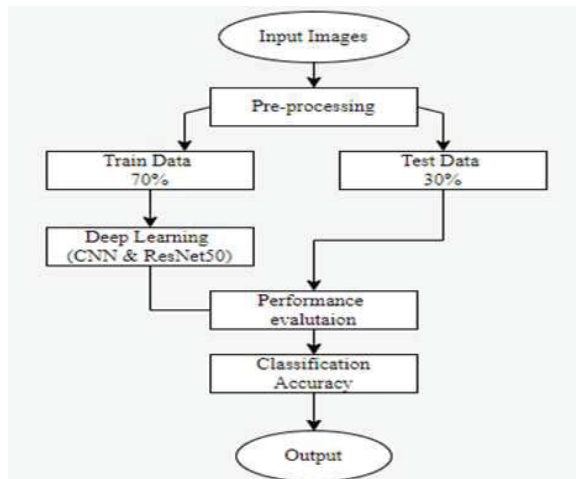 Input Images
Pre-processing
Train Data
70%
Test Data
30%
Deep Learning
(CNN & ResNet50)
Performance
evalutaion
Classification
Accuracy
Output